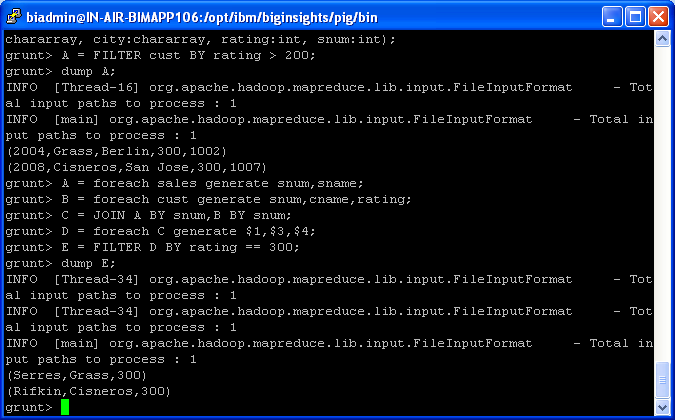 biadmin@IN-AIR-BIMAPP106:/opt/ibm/biginsights/pig/bin
chararray, city:chararray, rating:int, snum:int);
grunt> A = FILTER cust BY rating > 200;
grunt> dump A;
INFO  [Thread-16] org.apache.hadoop.mapreduce.lib.input.FileInputFormat     - Tot
al input paths to process : 1
INFO  [main] org.apache.hadoop.mapreduce.lib.input.FileInputFormat     - Total in
put paths to process : 1
(2004,Grass,Berlin,300,1002)
(2008,Cisneros,San Jose,300,1007)
grunt> A = foreach sales generate snum,sname;
grunt> B = foreach cust generate snum,cname,rating;
grunt> C = JOIN A BY snum,B BY snum;
grunt> D = foreach C generate $1,$3,$4;
grunt> E = FILTER D BY rating == 300;
grunt> dump E;
INFO  [Thread-34] org.apache.hadoop.mapreduce.lib.input.FileInputFormat     - Tot
al input paths to process : 1
INFO  [Thread-34] org.apache.hadoop.mapreduce.lib.input.FileInputFormat     - Tot
al input paths to process : 1
INFO  [main] org.apache.hadoop.mapreduce.lib.input.FileInputFormat     - Total in
put paths to process : 1
(Serres,Grass,300)
(Rifkin,Cisneros,300)
grunt>